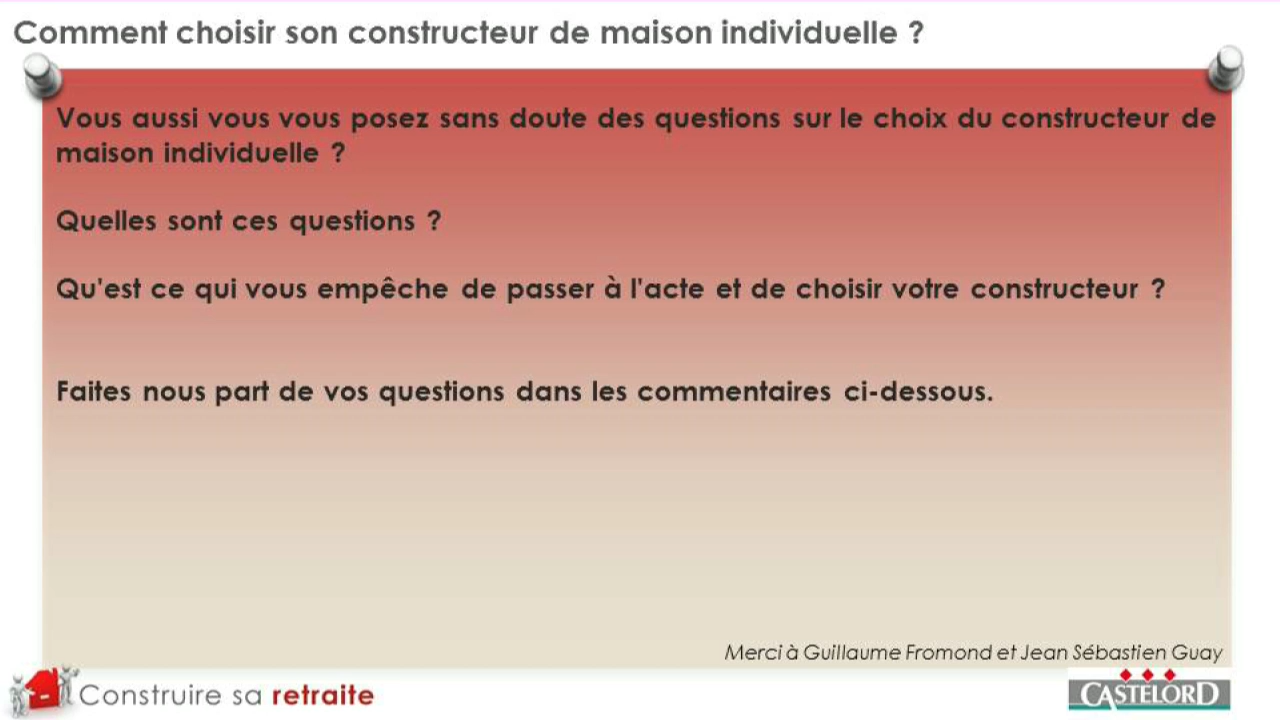 Comment choisir son constructeur de maison individuelle ?
Vous aussi vous vous posez sans doute des questions sur le choix du constructeur de
maison individuelle ?
Quelles sont ces questions ?
Qu'est ce qui vous empêche de passer à l'acte et de choisir votre constructeur ?
Faites nous part de vos questions dans les commentaires ci-dessous.
Merci à Guillaume Fromond et Jean Sébastien Guay
Construire sa retraite
CASTELORD